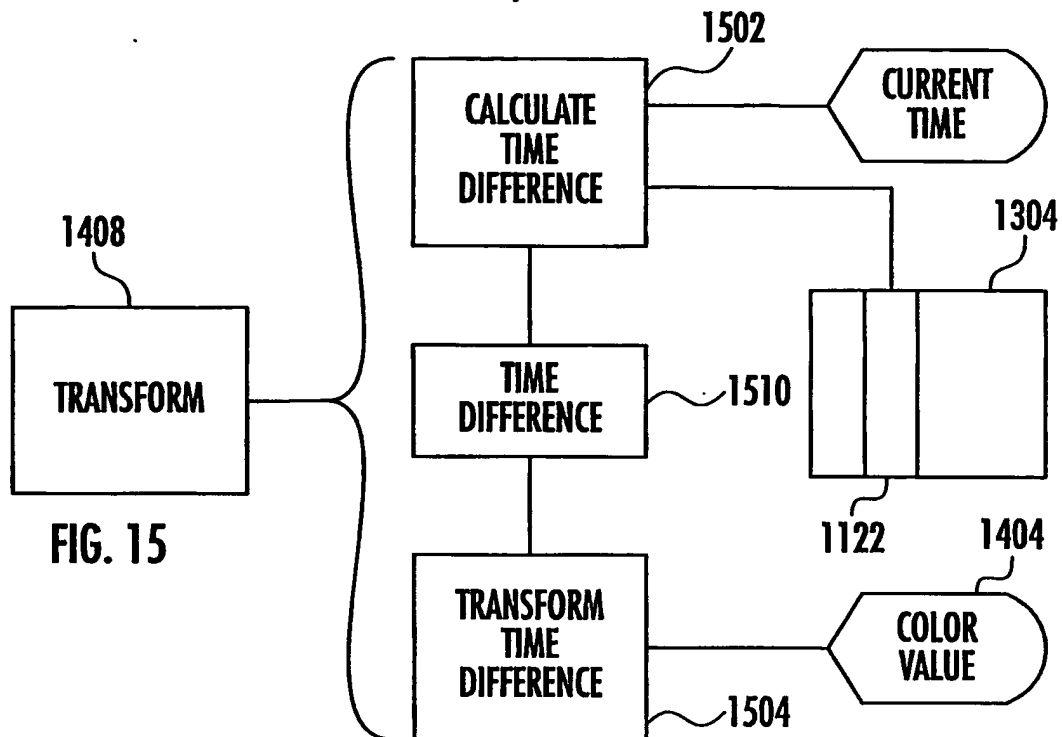 1502
CALCULATE
TIME
DIFFERENCE
CURRENT
TIME
1408
1304
TRANSFORM
TIME
DIFFERENCE
1510
FIG. 15
1122
1404
TRANSFORM
TIME
DIFFERENCE
COLOR
VALUE
1504